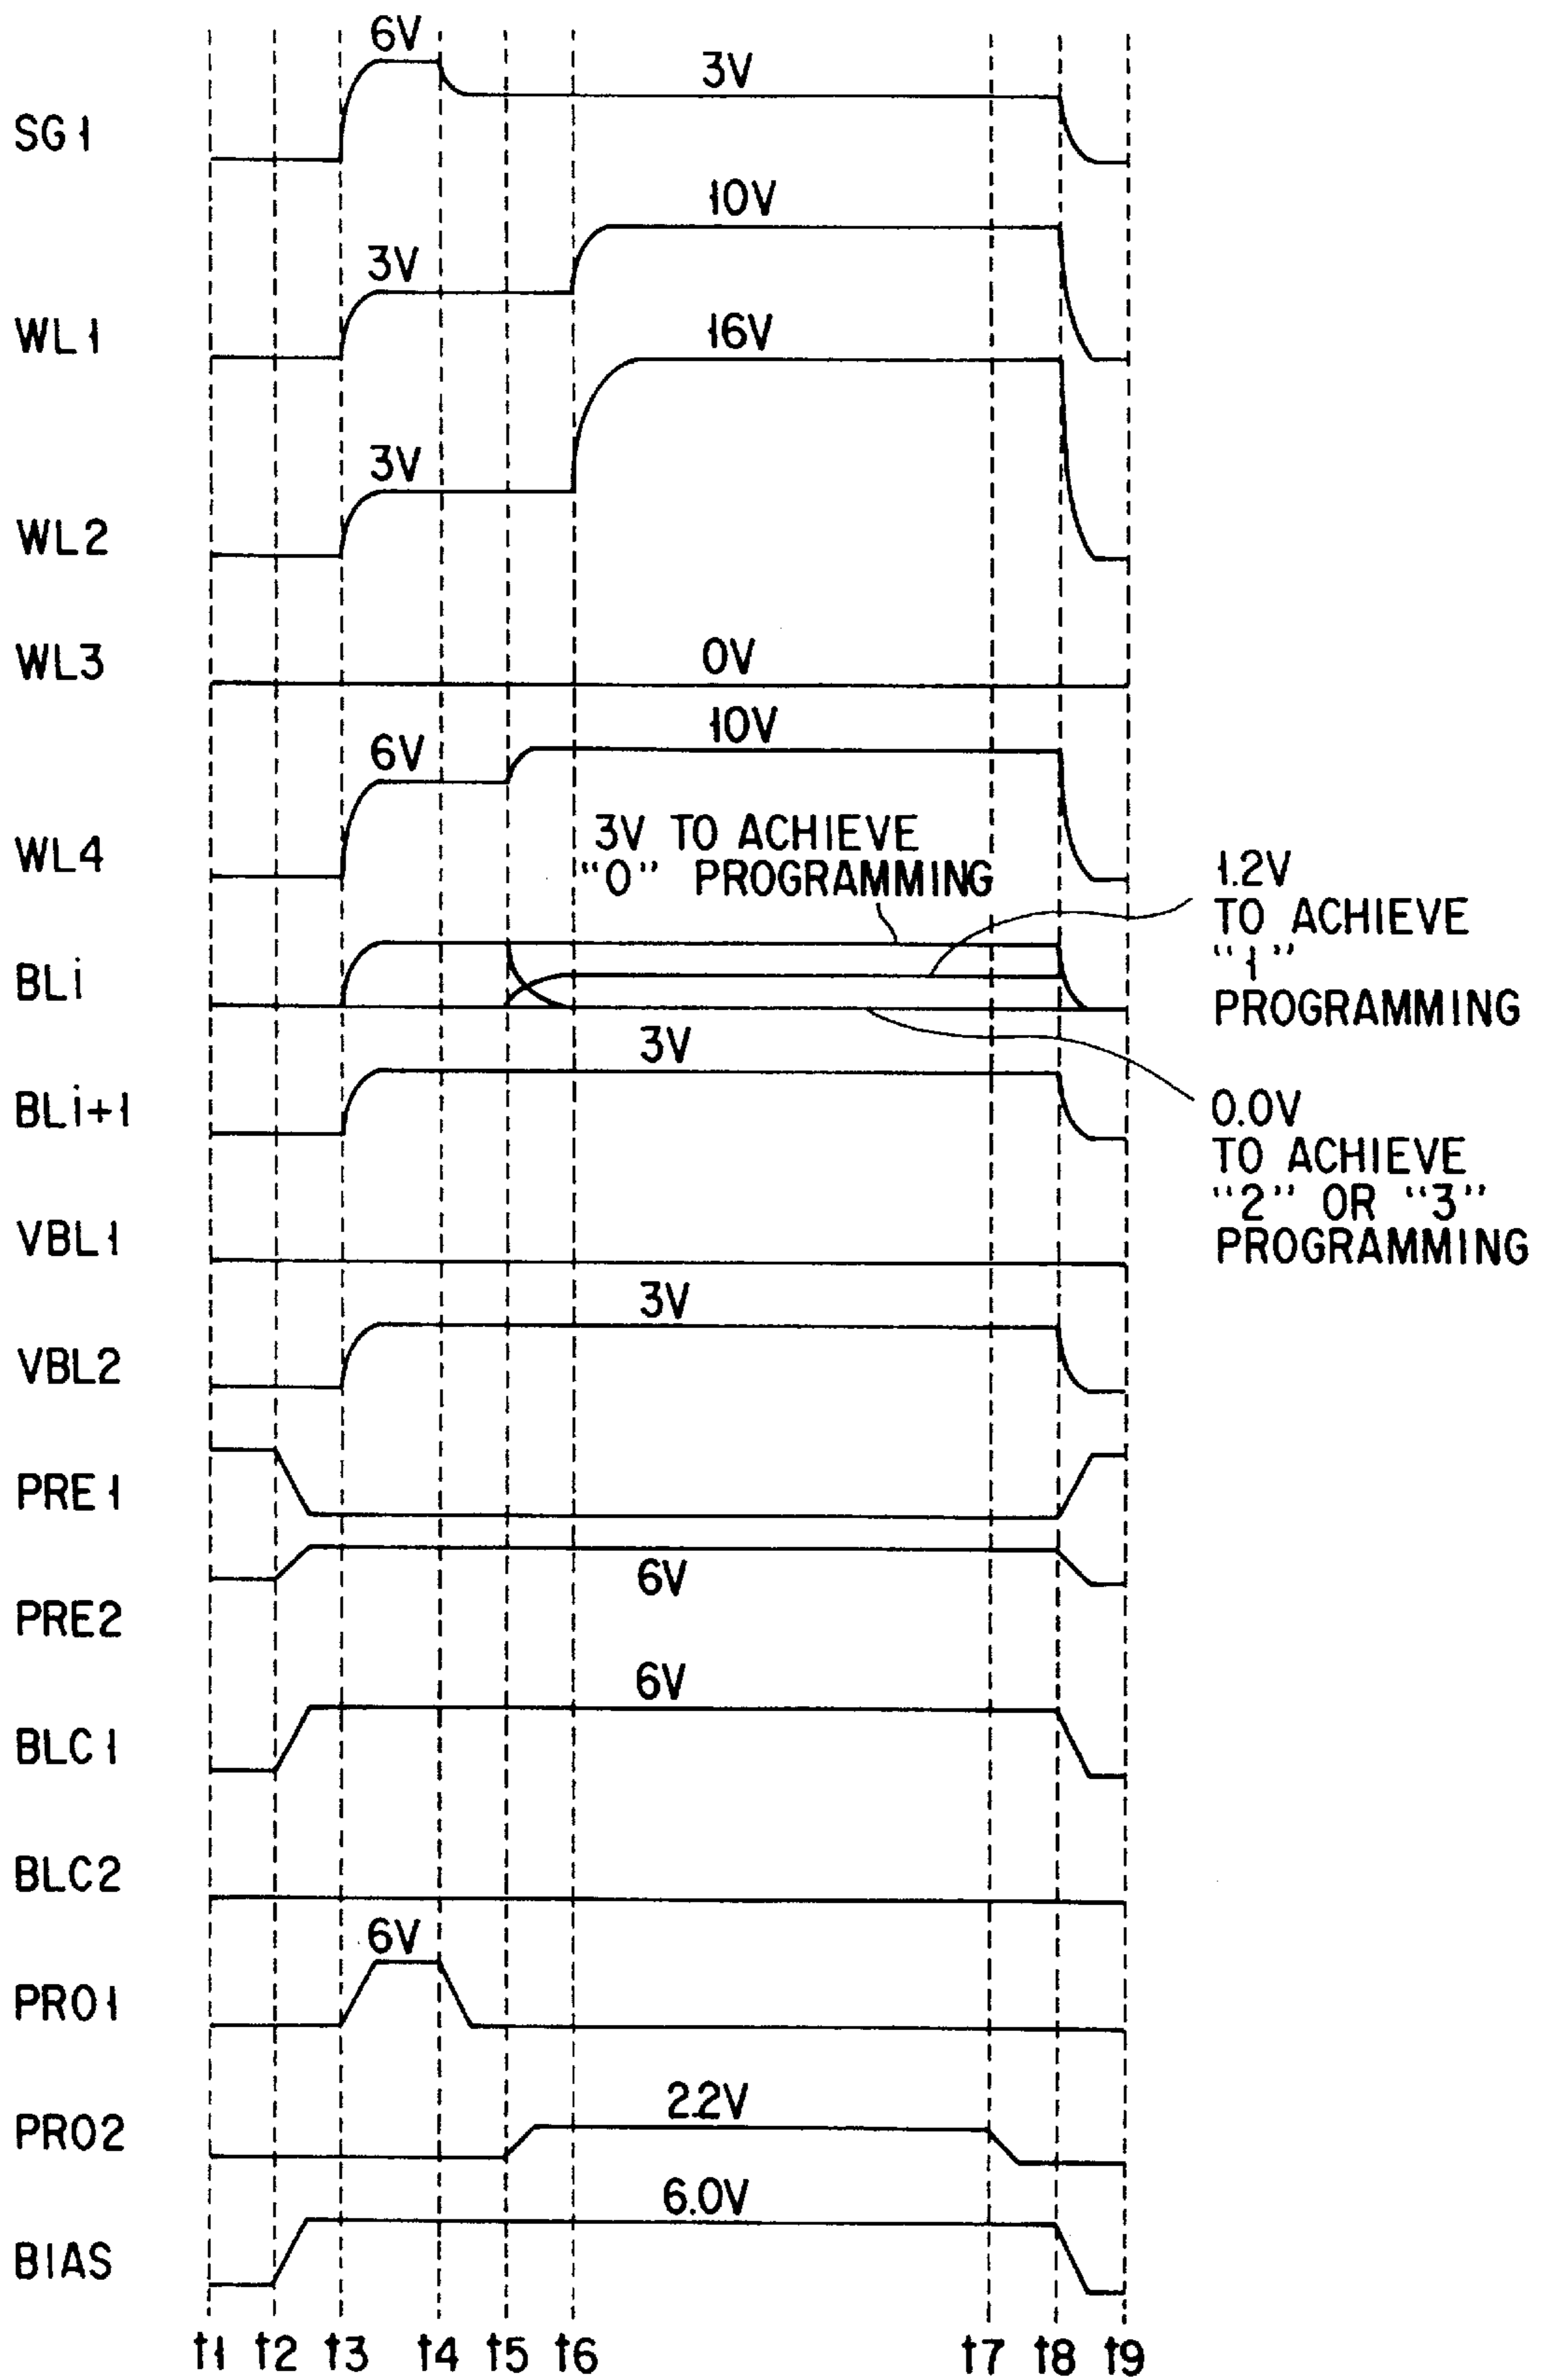 6V
3V
SG1
10V
3V
WL1
16V
3V
WL2
WL3
0V
10V
6V
WL4
3V TO ACHIEVE
"0" PROGRAMMING
1.2V
TO ACHIEVE
"1"
PROGRAMMING
BLi
3V
BLi+1
0.0V
TO ACHIEVE
"2" OR "3"
PROGRAMMING
VBL1
3V
VBL2
PRE1
6V
PRE2
6V
BLC1
BLC2
6V
PRO1
2.2V
PRO2
6.0V
BIAS
t1 t2 t3 t4 t5 t6 t7 t8 t9